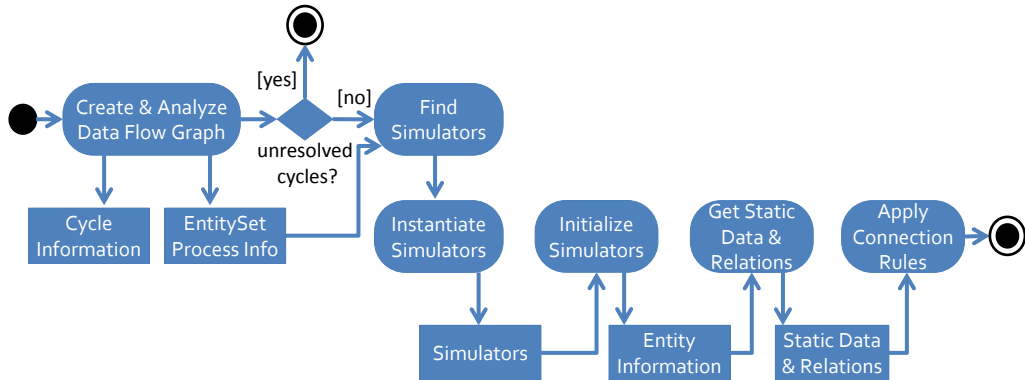 [yes]
[no]
Create & Analyze
Data Flow Graph
Find
Simulators
unresolved
cycles?
Cycle
Information
EntitySet
Process Info
Instantiate
Simulators
Initialize
Simulators
Get Static
Data &
Relations
Apply
Connection
Rules
Simulators
Entity
Information
Static Data
& Relations